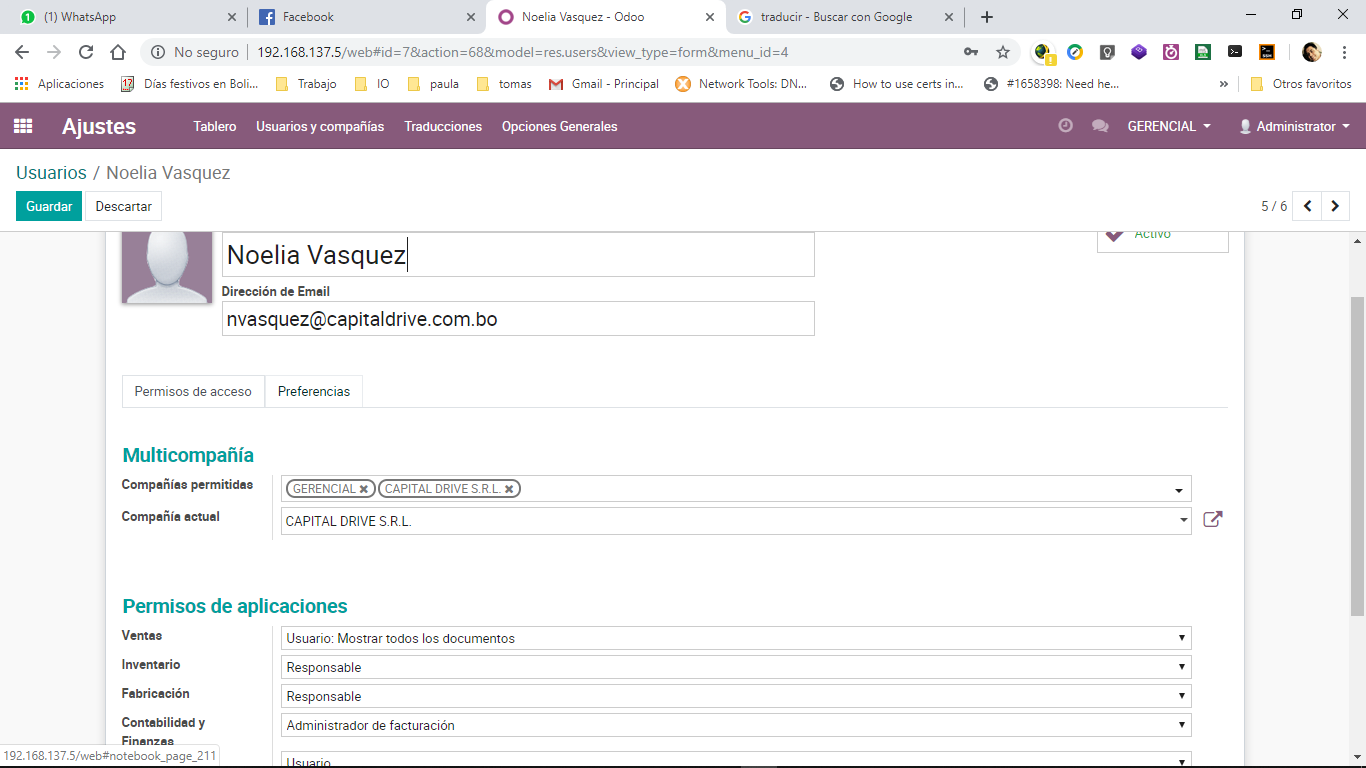 (1) WhatsApp
Facebook
Noelia Vasquez - Odoo
traducir - Buscar con Google
No seguro
192.168.137.5/web#id=7&action=68&model=res.users&view_type=form&menu_id=4
Aplicaciones
Días festivos en Boli...
Trabajo
IO
paula
tomas
Gmail - Principal
Network Tools: DN...
How to use certs in...
#1658398: Need he...
Otros favoritos
Ajustes
Tablero
Usuarios y compañías
Traducciones
Opciones Generales
GERENCIAL
Administrator
Usuarios / Noelia Vasquez
Guardar
Descartar
5 / 6
Noelia Vasquez
Activo
Dirección de Email
nvasquez@capitaldrive.com.bo
Permisos de acceso
Preferencias
Multicompañía
Compañías permitidas
GERENCIAL
CAPITAL DRIVE S.R.L.
Compañía actual
CAPITAL DRIVE S.R.L.
Permisos de aplicaciones
Ventas
Usuario: Mostrar todos los documentos
Inventario
Responsable
Fabricación
Responsable
Contabilidad y
Finanzas
Administrador de facturación
Usuario
192.168.137.5/web#notebook_page_211